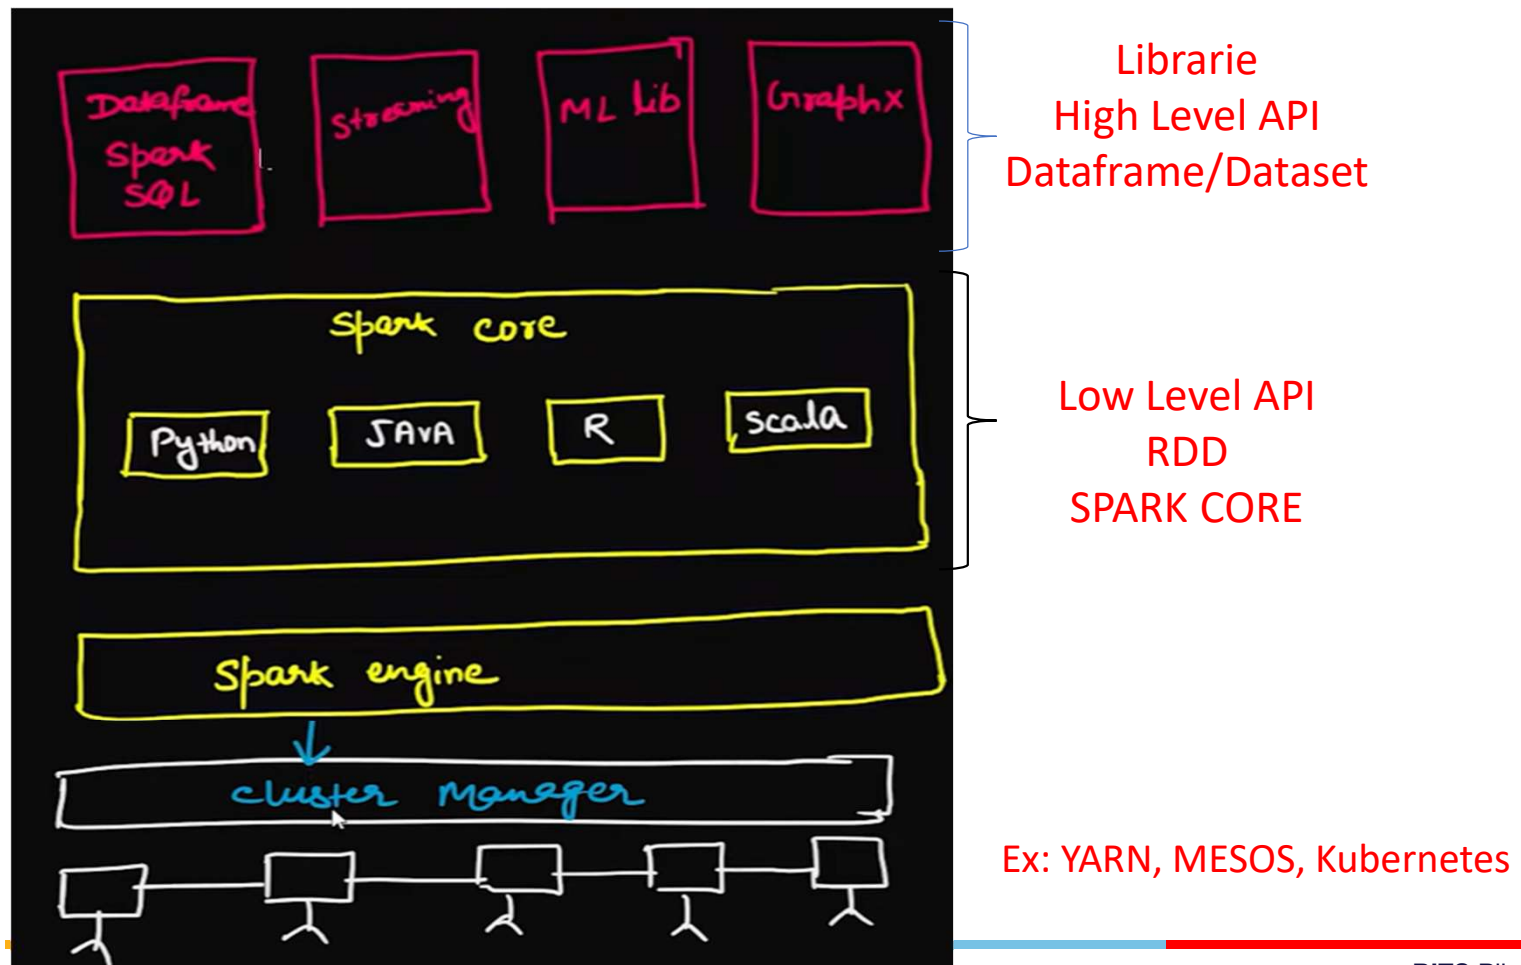 Dataframe
Spark
SQL
Streaming
ML lib
Graphx
Librarie
High Level API
Dataframe/Dataset
Spark core
Python
JAVA
R
Scala
Low Level API
RDD
SPARK CORE
Spark engine
cluster Manager
Ex: YARN, MESOS, Kubernetes